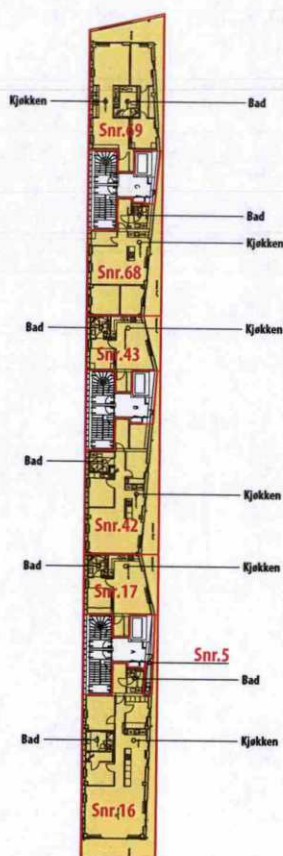 Kjøkken
Bad
Snr.69
C
Bad
Kjøkken
Snr.68
Bad
Kjøkken
Snr.43
B
Bad
Kjøkken
Snr.42
Bad
Kjøkken
Snr.17
Snr.5
A
Bad
Bad
Kjøkken
Snr.16